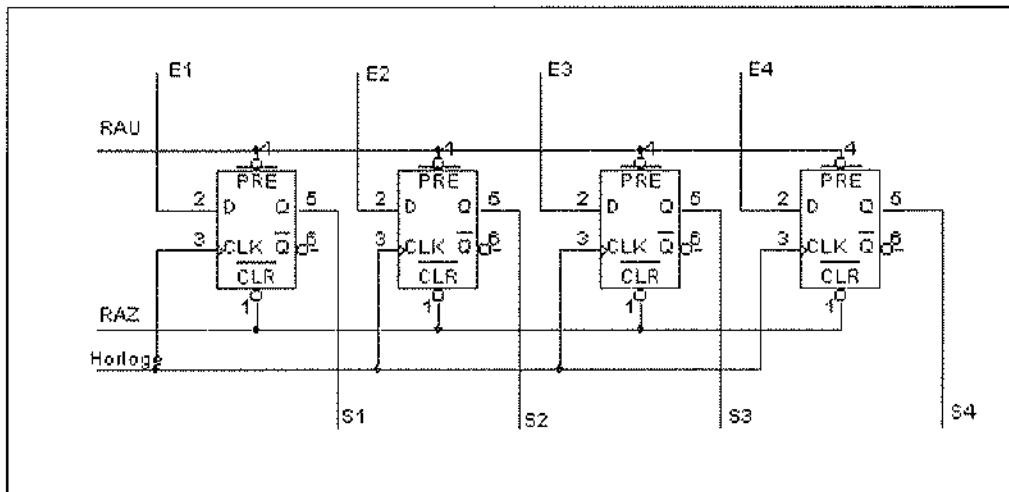 E1 E2 E3 E4
RAU 4 4 4 4
PRE PRE PRE PRE
2 D Q 5 2 D Q 5 2 D Q 5 2 D Q 5
3 CLK Q 6 3 CLK Q 6 3 CLK Q 6 3 CLK Q 6
CLR CLR CLR CLR
1 1 1 1
RAZ
Horloge
S1 S2 S3 S4